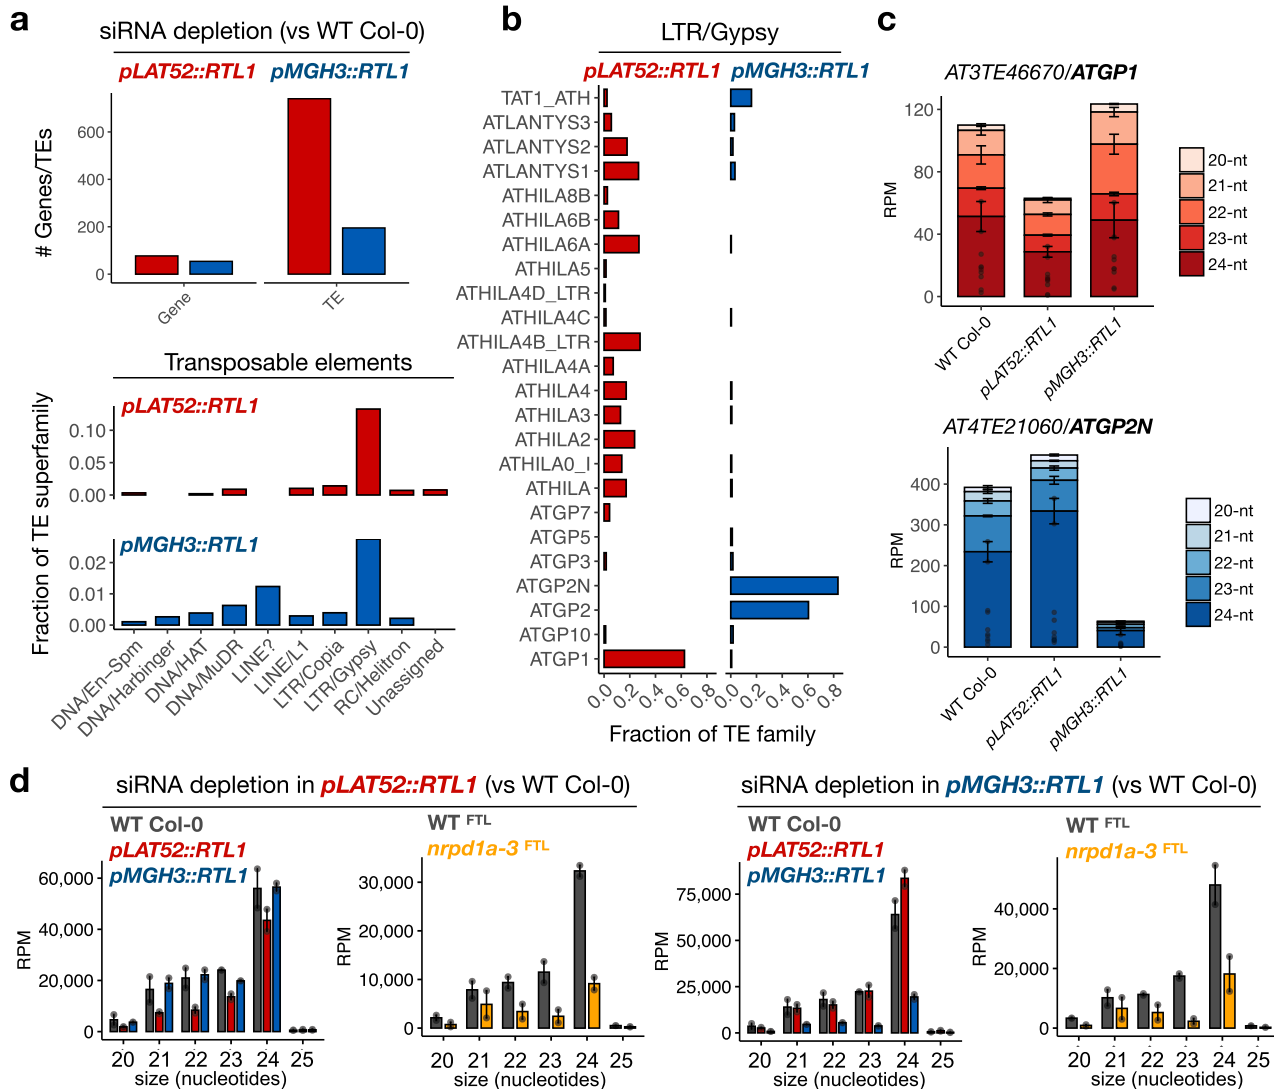 a
siRNA depletion (vs WT Col-0)
pLAT52::RTL1 pMGH3::RTL1
# Genes/TEs
600
400
200
0
Gene
TE
Transposable elements
pLAT52::RTL1
0.10
0.05
0.00
pMGH3::RTL1
0.02
0.01
0.00
Fraction of TE superfamily
DNA/En−Spm
DNA/Harbinger
DNA/HAT
DNA/MuDR
LINE?
LINE/L1
LTR/Copia
LTR/Gypsy
RC/Helitron
Unassigned
b
LTR/Gypsy
pLAT52::RTL1 pMGH3::RTL1
TAT1_ATH
ATLANTYS3
ATLANTYS2
ATLANTYS1
ATHILA8B
ATHILA6B
ATHILA6A
ATHILA5
ATHILA4D_LTR
ATHILA4C
ATHILA4B_LTR
ATHILA4A
ATHILA4
ATHILA3
ATHILA2
ATHILA0_I
ATHILA
ATGP7
ATGP5
ATGP3
ATGP2N
ATGP2
ATGP10
ATGP1
0.0 0.2 0.4 0.6 0.8 0.0 0.2 0.4 0.6 0.8
Fraction of TE family
c
AT3TE46670/ATGP1
RPM
120
80
40
0
WT Col-0
pLAT52::RTL1
pMGH3::RTL1
20-nt
21-nt
22-nt
23-nt
24-nt
AT4TE21060/ATGP2N
RPM
400
300
200
100
0
WT Col-0
pLAT52::RTL1
pMGH3::RTL1
20-nt
21-nt
22-nt
23-nt
24-nt
d
siRNA depletion in pLAT52::RTL1 (vs WT Col-0)
WT Col-0
pLAT52::RTL1
pMGH3::RTL1
RPM
60,000
40,000
20,000
0
20 21 22 23 24 25
size (nucleotides)
WT FTL
nrpd1a-3 FTL
RPM
30,000
20,000
10,000
0
20 21 22 23 24 25
size (nucleotides)
siRNA depletion in pMGH3::RTL1 (vs WT Col-0)
WT Col-0
pLAT52::RTL1
pMGH3::RTL1
RPM
75,000
50,000
25,000
0
20 21 22 23 24 25
size (nucleotides)
WT FTL
nrpd1a-3 FTL
RPM
40,000
20,000
0
20 21 22 23 24 25
size (nucleotides)